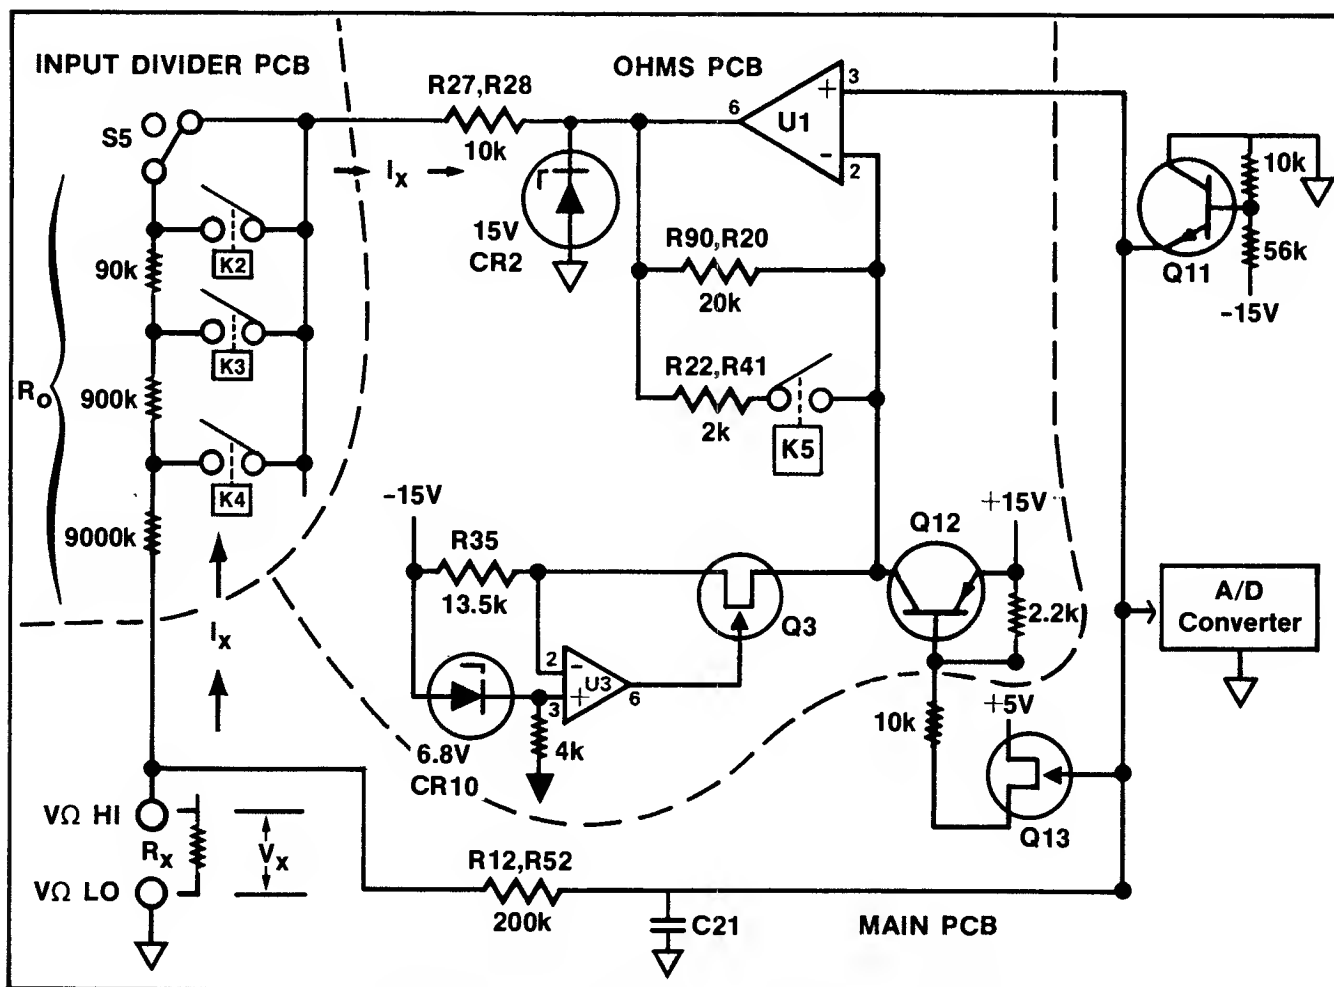 INPUT DIVIDER PCB
OHMS PCB
S5
R27,R28
10k
Ix
15V
CR2
6
U1
+
3
-
2
R90,R20
20k
R22,R41
2k
K5
10k
56k
-15V
Q11
K2
90k
K3
900k
K4
9000k
Ro
Ix
-15V
R35
13.5k
Q3
Q12
+15V
2.2k
A/D
Converter
2
-
U3
+
3
6
6.8V
CR10
4k
10k
+5V
Q13
VΩ HI
Rx
Vx
VΩ LO
R12,R52
200k
C21
MAIN PCB